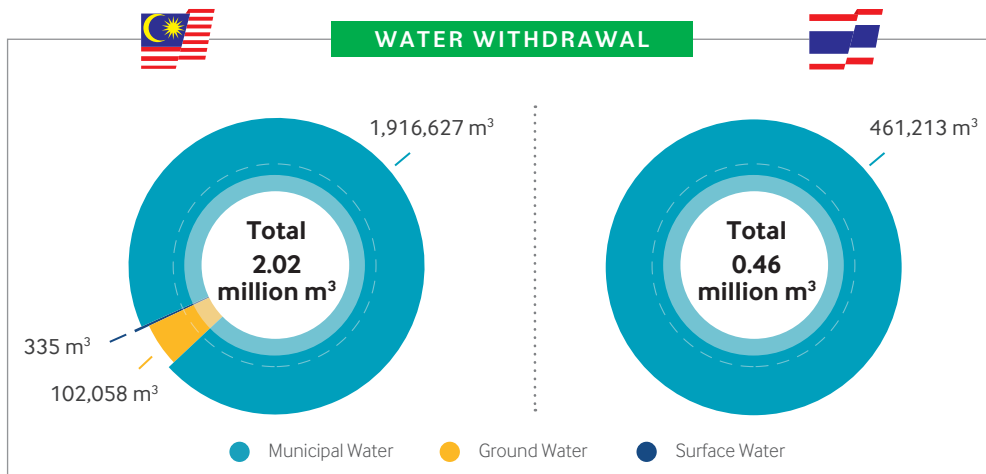 WATER WITHDRAWAL
1,916,627 m³
Total
2.02
million m³
335 m³
102,058 m³
461,213 m³
Total
0.46
million m³
Municipal Water
Ground Water
Surface Water